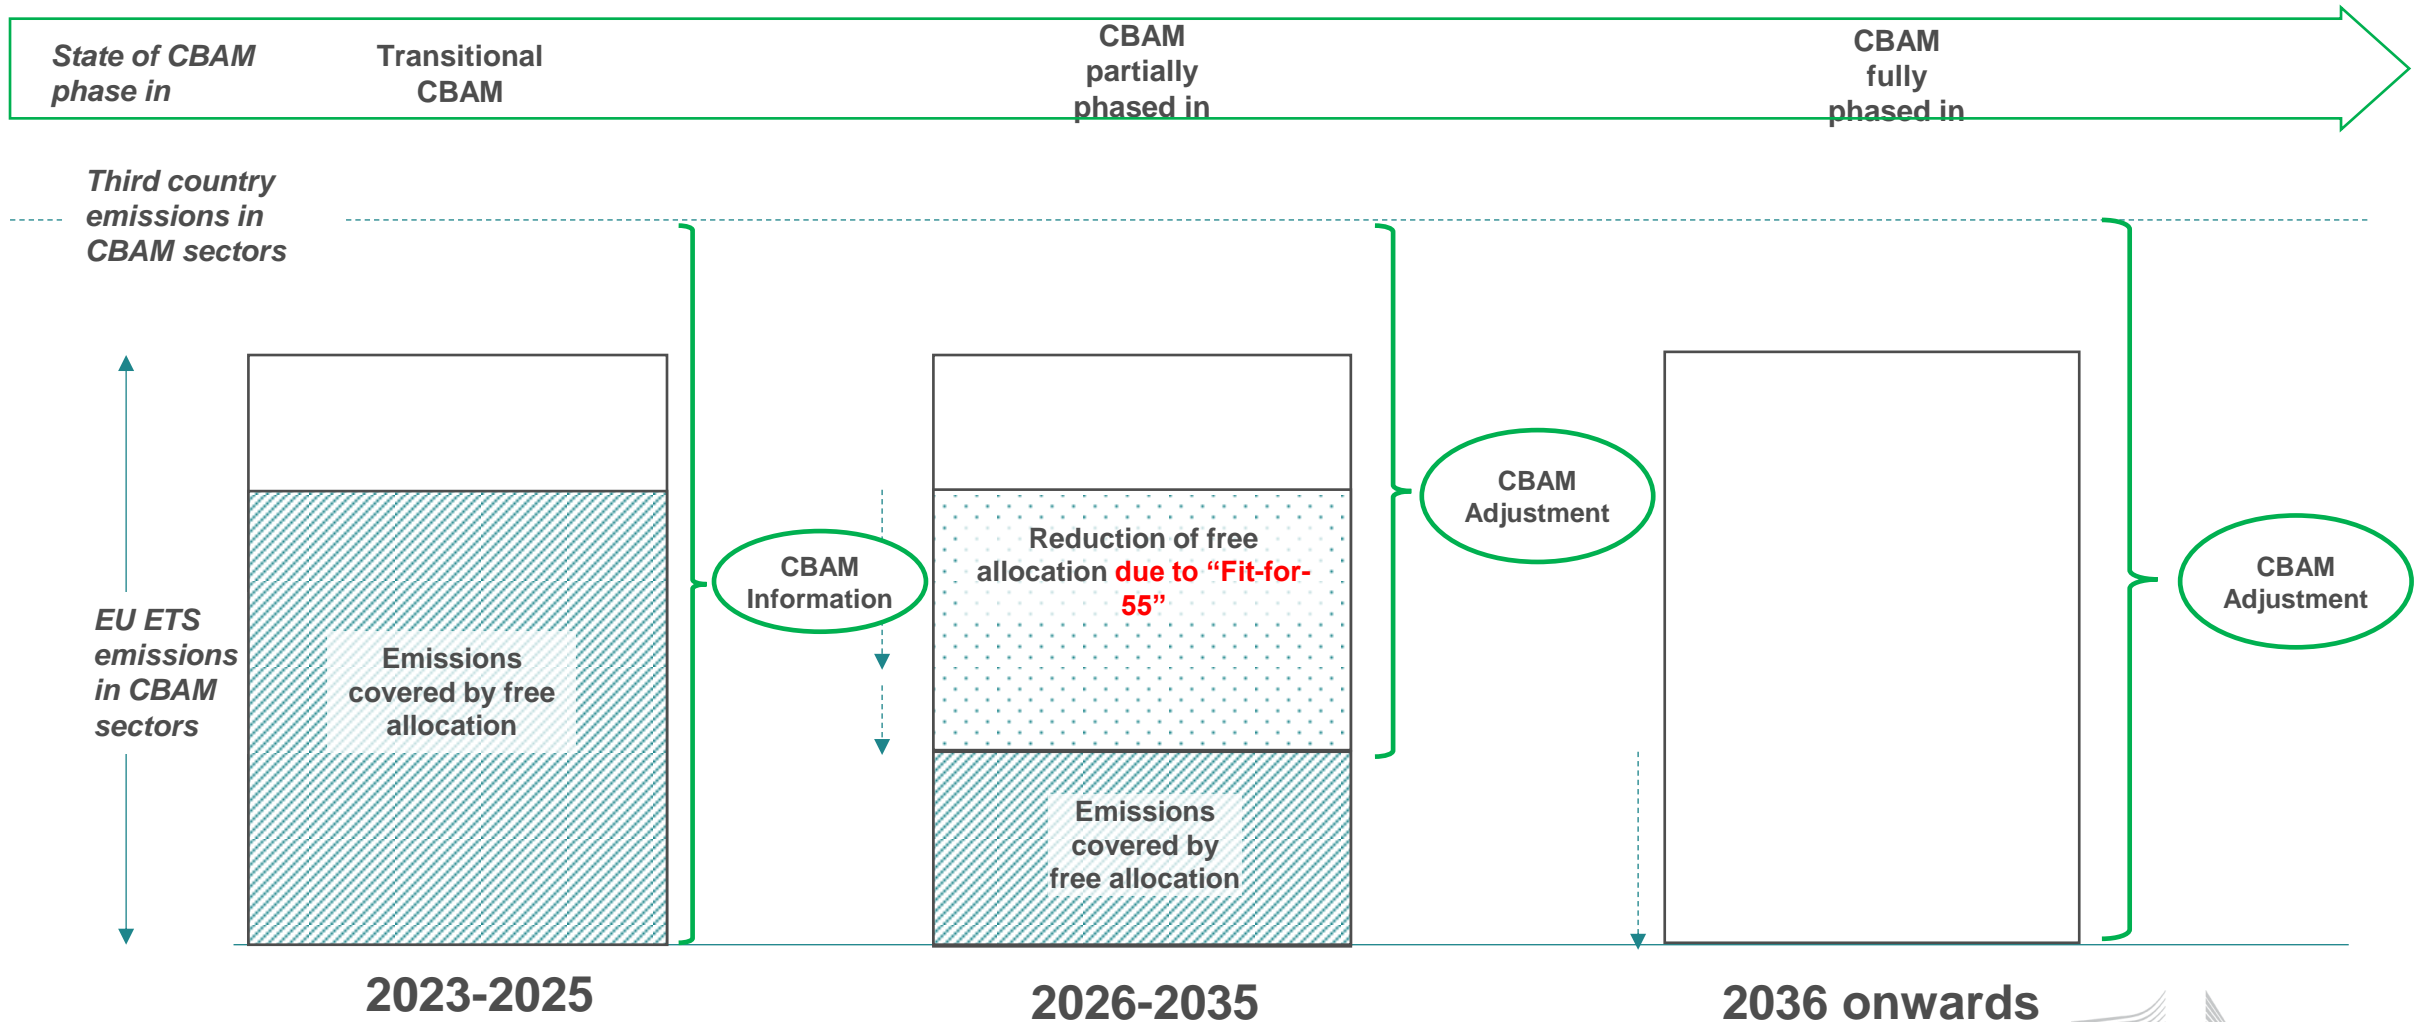 State of CBAM
phase in
Transitional
CBAM
CBAM
partially
phased in
CBAM
fully
phased in
Third country
emissions in
CBAM sectors
EU ETS
emissions
in CBAM
sectors
Emissions
covered by free
allocation
CBAM
Information
Reduction of free
allocation due to “Fit-for-
55”
Emissions
covered by
free allocation
CBAM
Adjustment
CBAM
Adjustment
2023-2025
2026-2035
2036 onwards